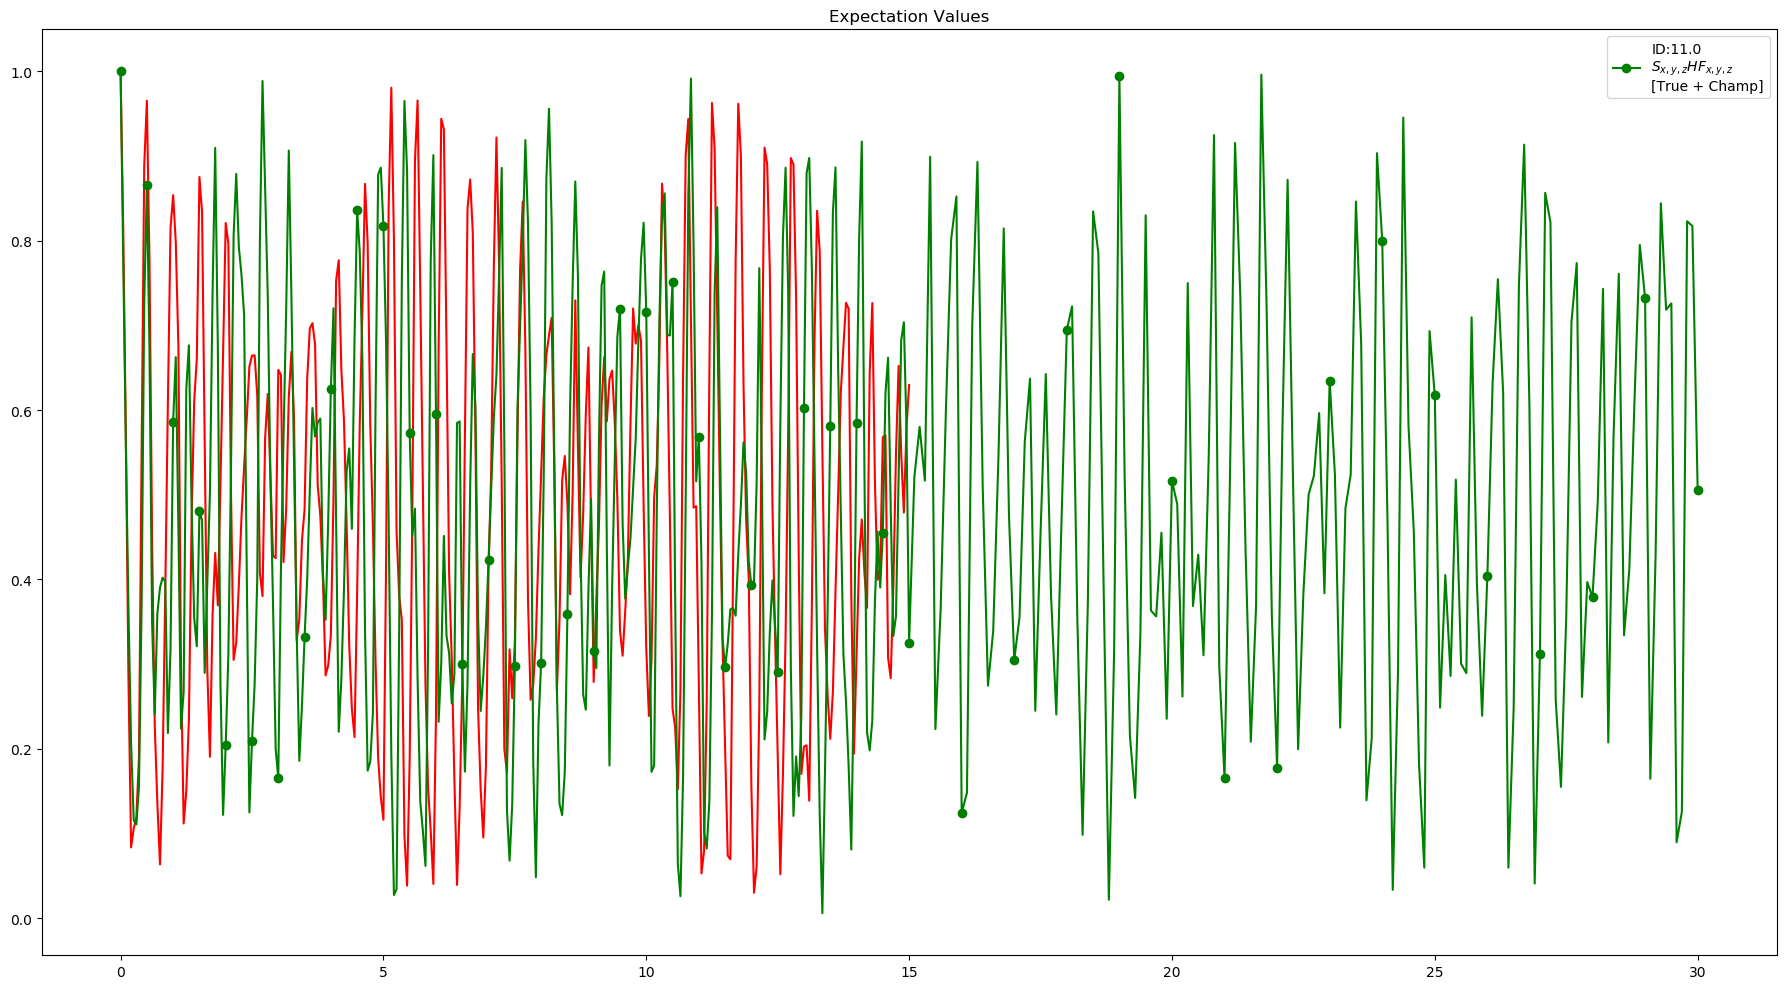 Expectation Values
ID:11.0
$S_{x,y,z}HF_{x,y,z}$
[True + Champ]
1.0
0.8
0.6
0.4
0.2
0.0
0 5 10 15 20 25 30